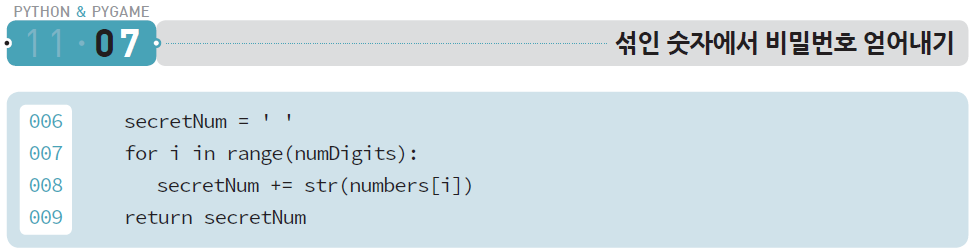 PYTHON & PYGAME
11·07 섞인 숫자에서 비밀번호 얻어내기
006 secretNum = ' '
007 for i in range(numDigits):
008 secretNum += str(numbers[i])
009 return secretNum